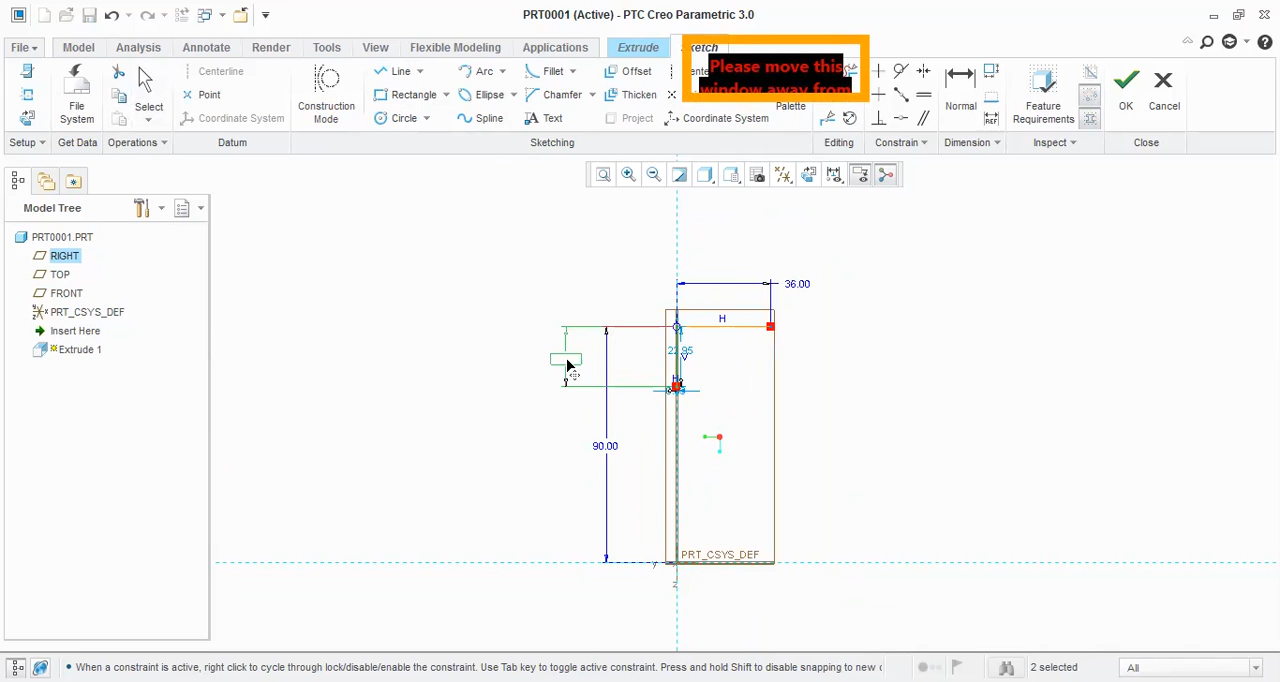 PRT0001 (Active) - PTC Creo Parametric 3.0
File Model Analysis Annotate Render Tools View Flexible Modeling Applications Extrude Sketch
Please move this
window away from
File
System
Select
Centerline
Point
Coordinate System
Construction
Mode
Line
Rectangle
Circle
Arc
Ellipse
Spline
Fillet
Chamfer
Text
Offset
Thicken
Project
Coordinate System
Palette
Normal
Feature
Requirements
OK
Cancel
Setup Get Data Operations Datum Sketching Editing Constrain Dimension Inspect Close
Model Tree
PRT0001.PRT
RIGHT
TOP
FRONT
PRT_CSYS_DEF
Insert Here
Extrude 1
36.00
H
V
H
90.00
PRT_CSYS_DEF
Y
Z
When a constraint is active, right click to cycle through lock/disable/enable the constraint. Use Tab key to toggle active constraint. Press and hold Shift to disable snapping to new c
2 selected
All